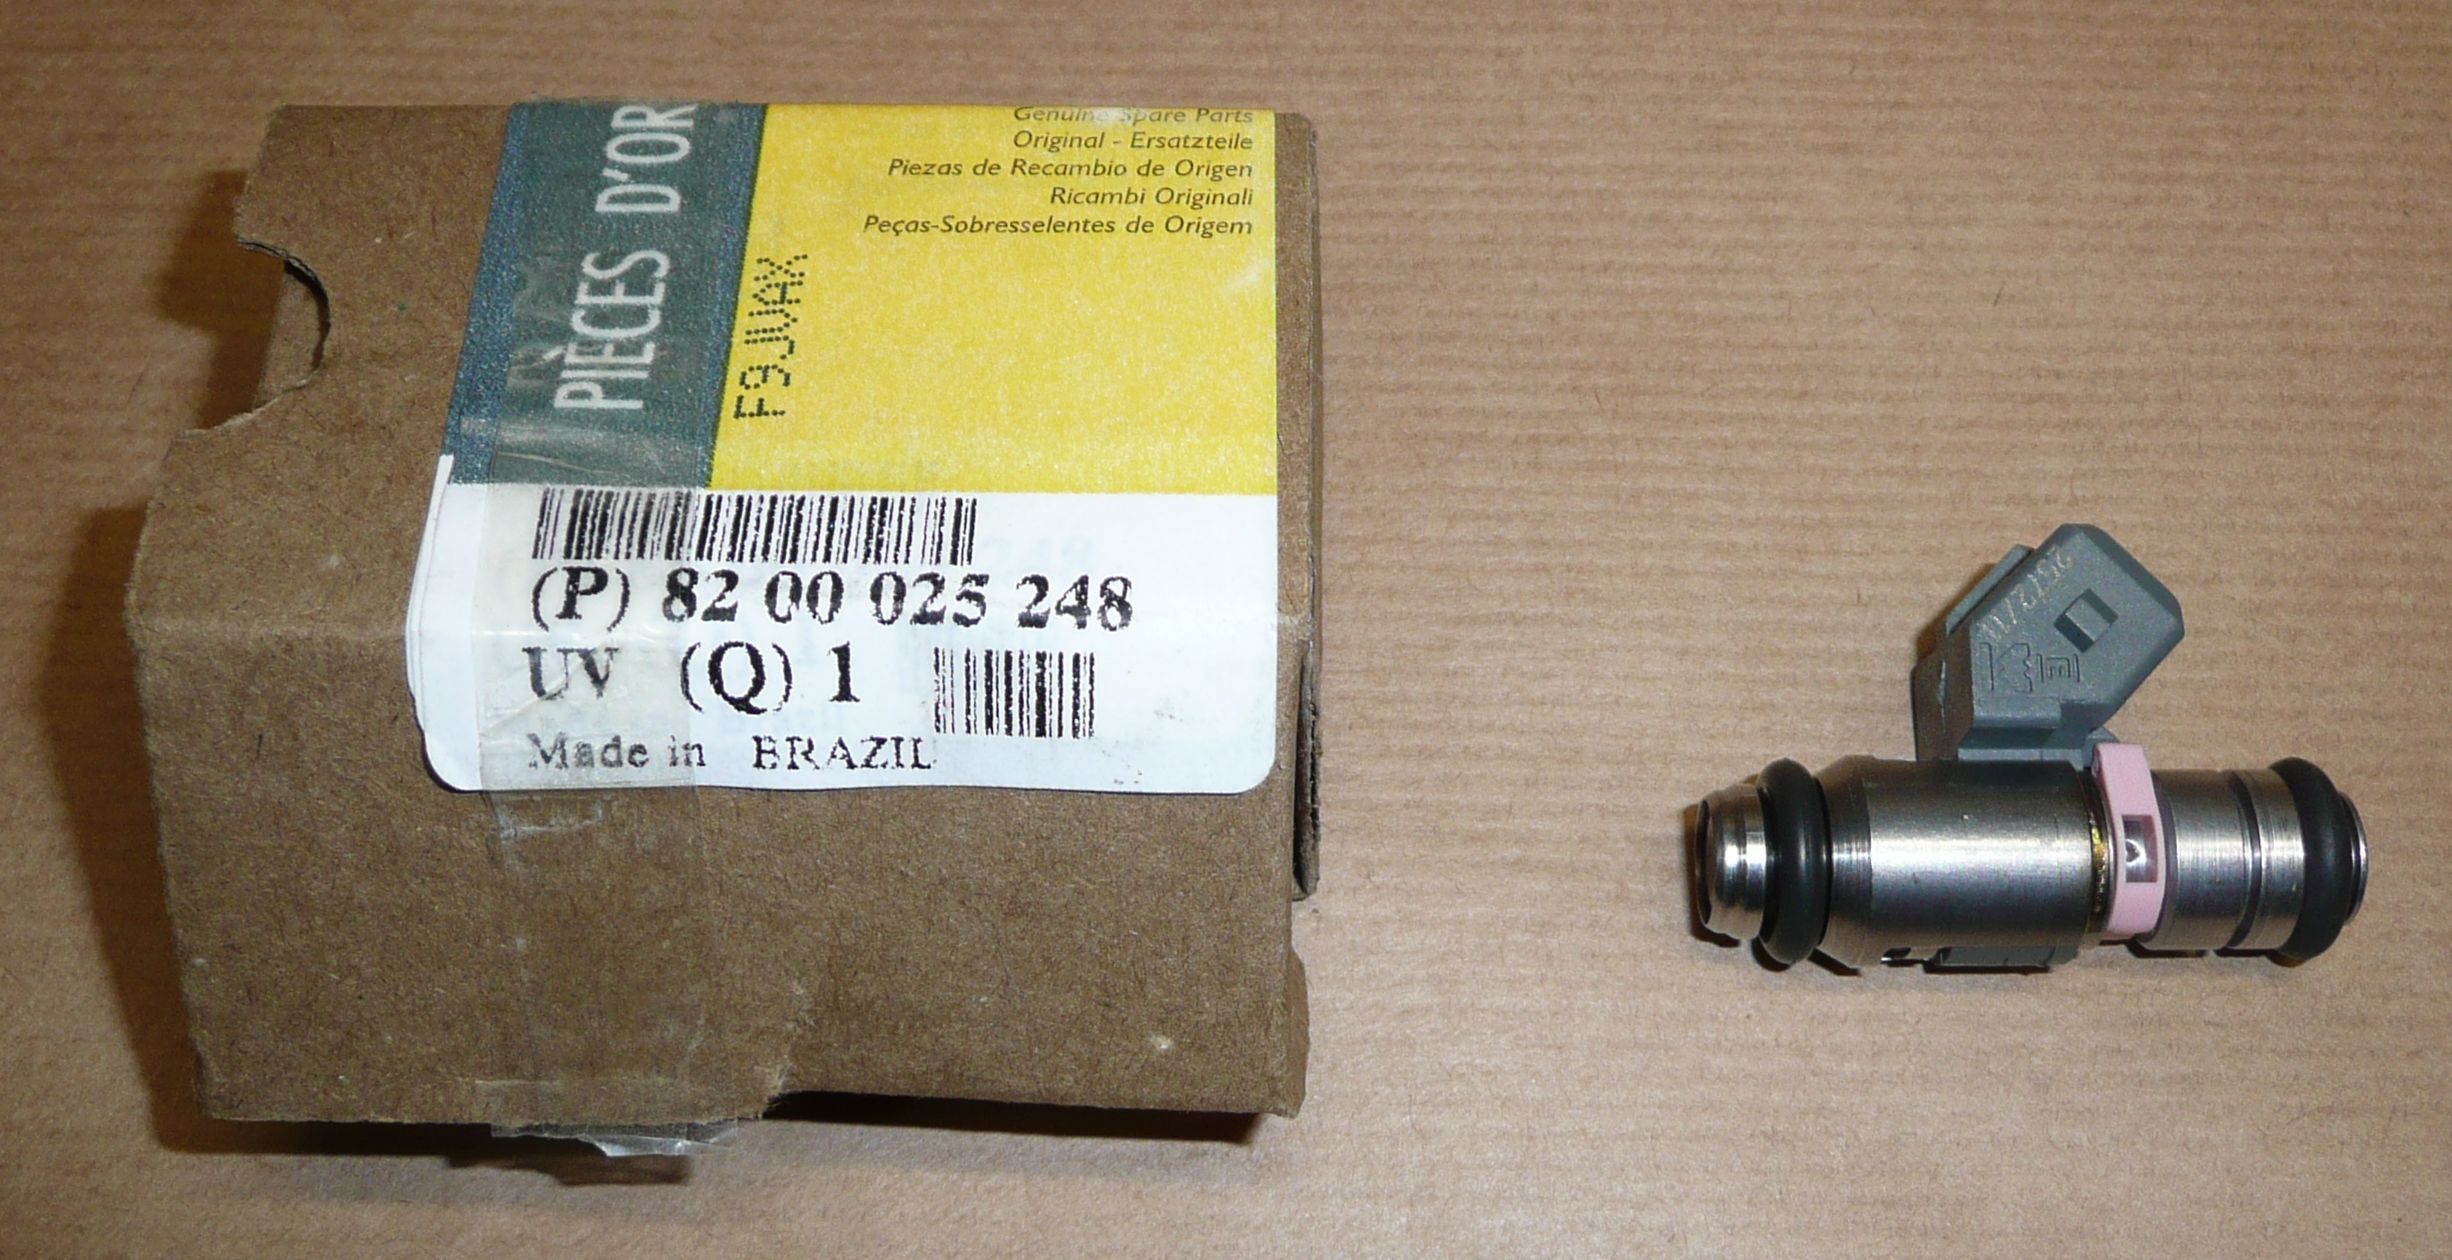 PIÈCES D'OR
Genuine Spare Parts
Original - Ersatzteile
Piezas de Recambio de Origen
Ricambi Originali
Peças-Sobresselentes de Origem
F9JUAX
(P) 82 00 025 248
UV (Q) 1
Made in BRAZIL